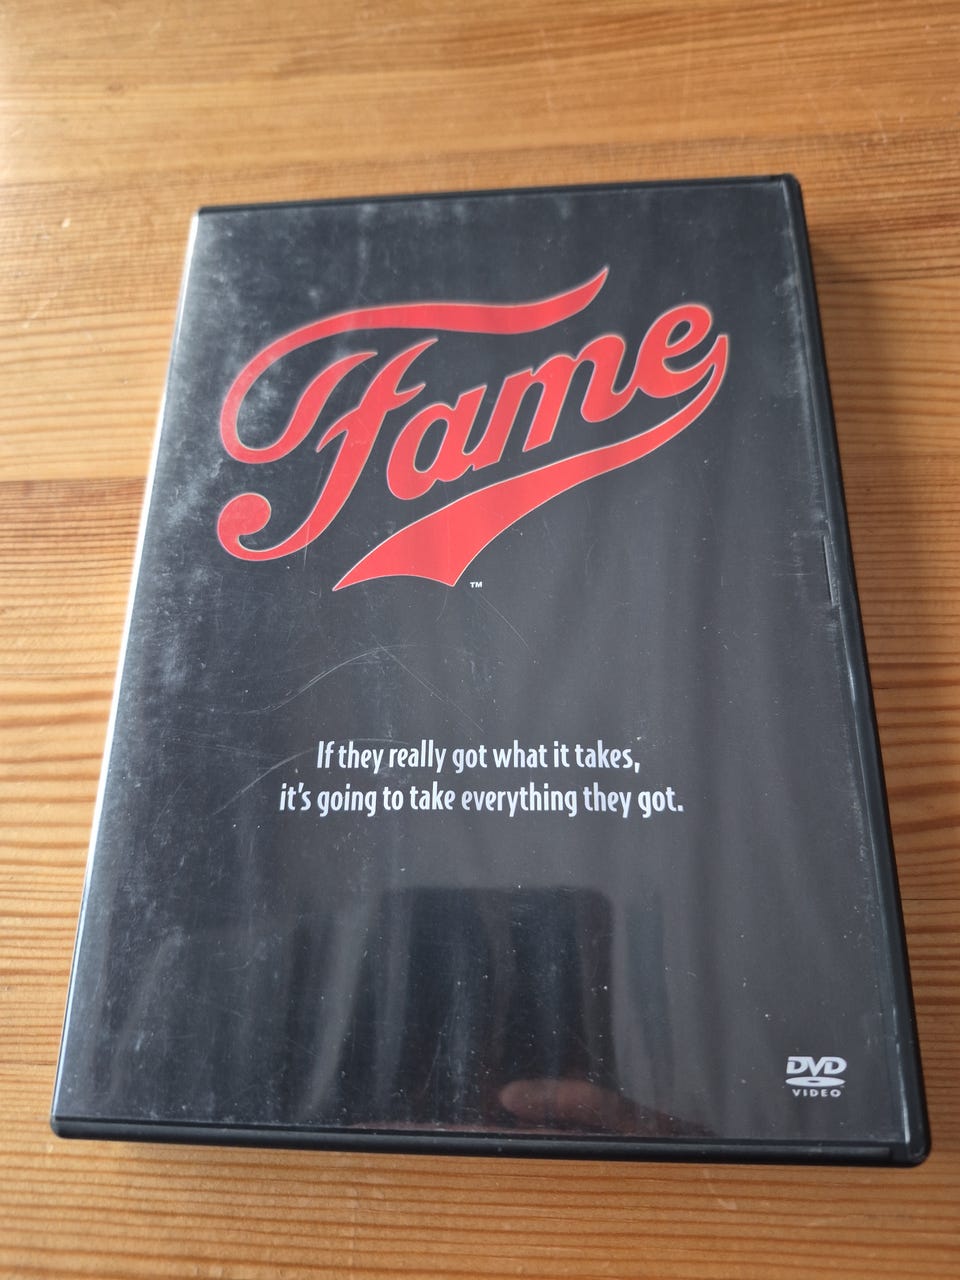 Fame
TM
If they really got what it takes,
it's going to take everything they got.
DVD
VIDEO